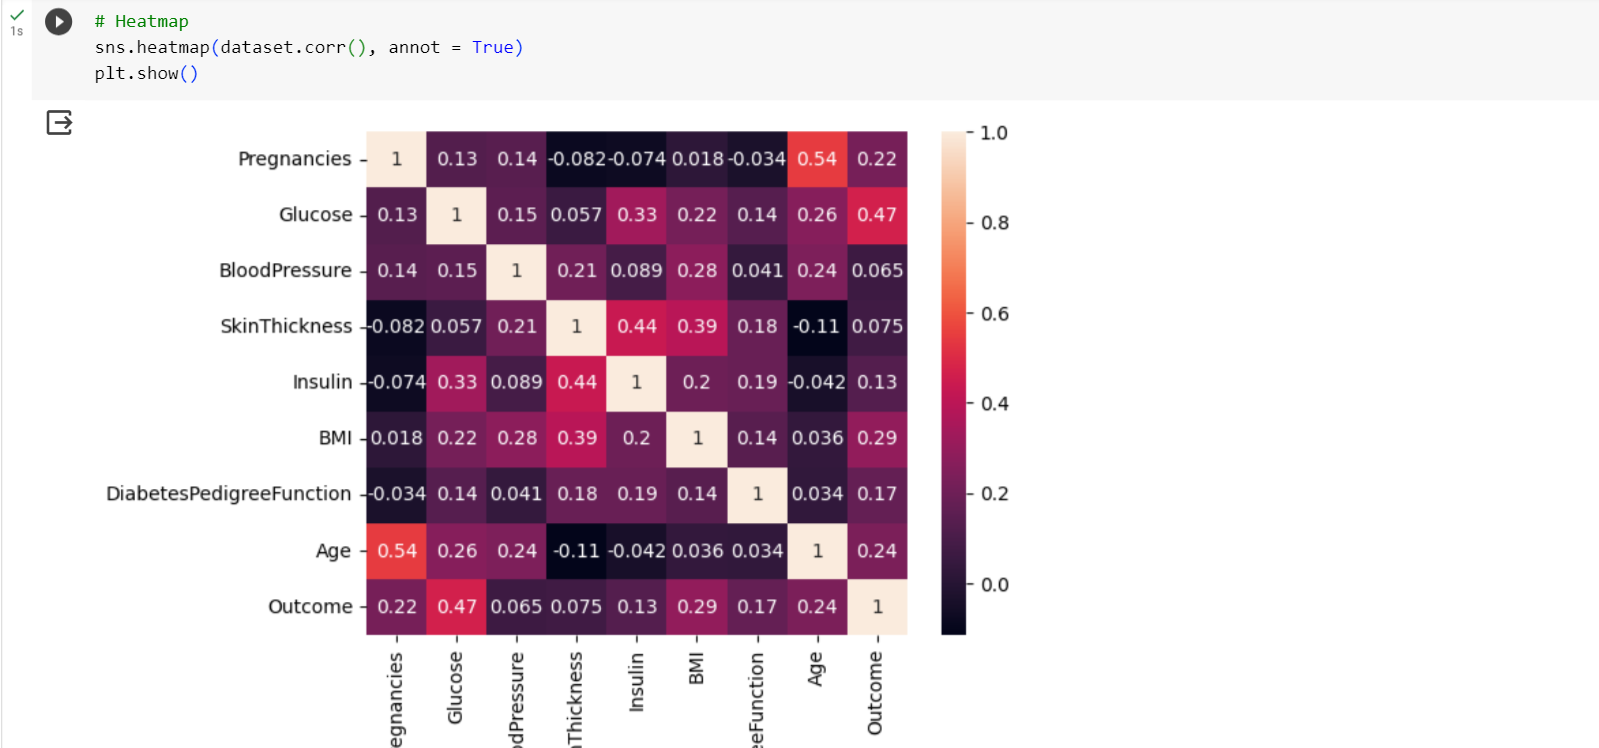 1s
# Heatmap
sns.heatmap(dataset.corr(), annot = True)
plt.show()
Pregnancies 1 0.13 0.14 -0.082 -0.074 0.018 -0.034 0.54 0.22
Glucose 0.13 1 0.15 0.057 0.33 0.22 0.14 0.26 0.47
BloodPressure 0.14 0.15 1 0.21 0.089 0.28 0.041 0.24 0.065
SkinThickness -0.082 0.057 0.21 1 0.44 0.39 0.18 -0.11 0.075
Insulin -0.074 0.33 0.089 0.44 1 0.2 0.19 -0.042 0.13
BMI 0.018 0.22 0.28 0.39 0.2 1 0.14 0.036 0.29
DiabetesPedigreeFunction -0.034 0.14 0.041 0.18 0.19 0.14 1 0.034 0.17
Age 0.54 0.26 0.24 -0.11 -0.042 0.036 0.034 1 0.24
Outcome 0.22 0.47 0.065 0.075 0.13 0.29 0.17 0.24 1
egnancies
Glucose
dPressure
Thickness
Insulin
BMI
eFunction
Age
Outcome
1.0
0.8
0.6
0.4
0.2
0.0